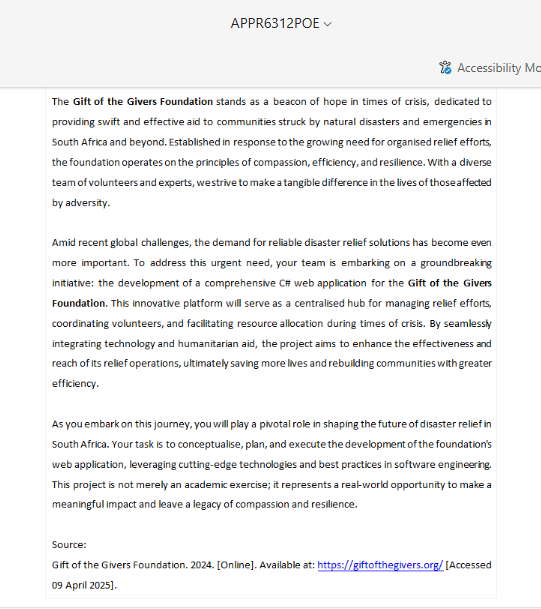 APPR6312POE
Accessibility Mo
The Gift of the Givers Foundation stands as a beacon of hope in times of crisis, dedicated to
providing swift and effective aid to communities struck by natural disasters and emergencies in
South Africa and beyond. Established in response to the growing need for organised relief efforts,
the foundation operates on the principles of compassion, efficiency, and resilience. With a diverse
team of volunteers and experts, we strive to make a tangible difference in the lives of those affected
by adversity.
Amid recent global challenges, the demand for reliable disaster relief solutions has become even
more important. To address this urgent need, your team is embarking on a groundbreaking
initiative: the development of a comprehensive C# web application for the Gift of the Givers
Foundation. This innovative platform will serve as a centralised hub for managing relief efforts,
coordinating volunteers, and facilitating resource allocation during times of crisis. By seamlessly
integrating technology and humanitarian aid, the project aims to enhance the effectiveness and
reach of its relief operations, ultimately saving more lives and rebuilding communities with greater
efficiency.
As you embark on this journey, you will play a pivotal role in shaping the future of disaster relief in
South Africa. Your task is to conceptualise, plan, and execute the development of the foundation's
web application, leveraging cutting-edge technologies and best practices in software engineering.
This project is not merely an academic exercise; it represents a real-world opportunity to make a
meaningful impact and leave a legacy of compassion and resilience.
Source:
Gift of the Givers Foundation. 2024. [Online]. Available at: https://giftofthegivers.org/ [Accessed
09 April 2025].